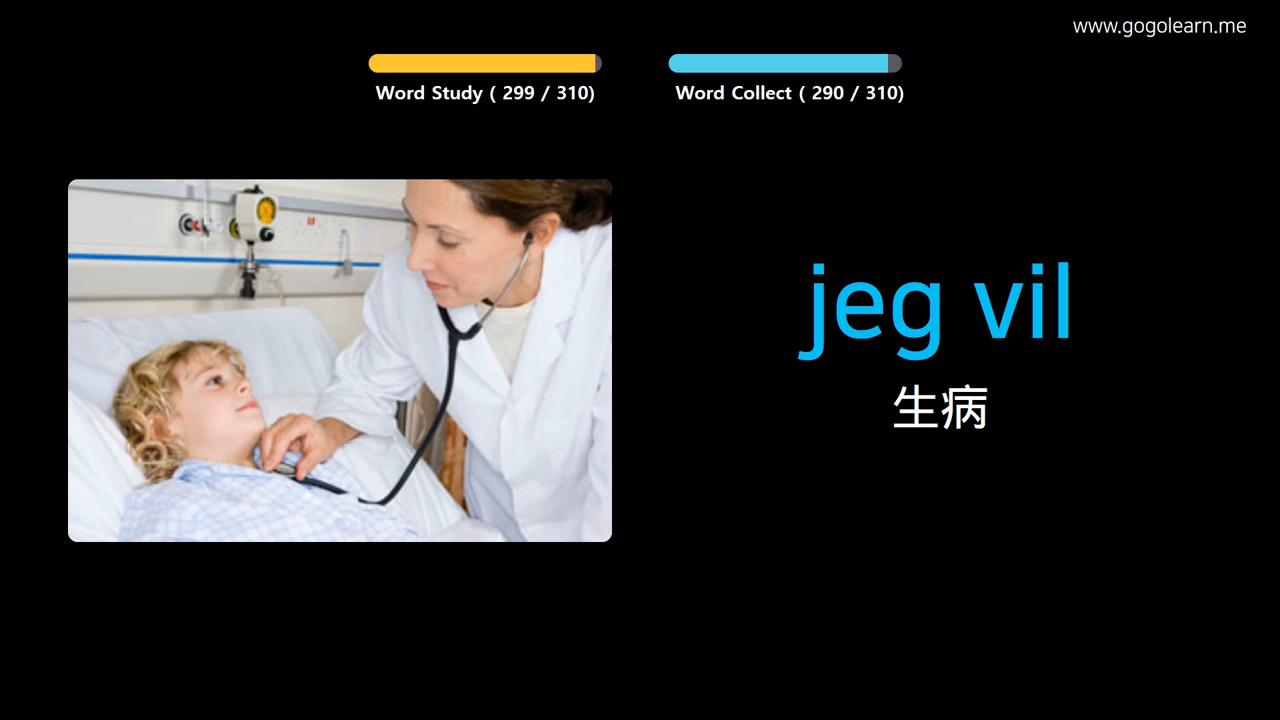 www.gogolearn.me
Word Study ( 299 / 310)
Word Collect ( 290 / 310)
jeg vil
生病